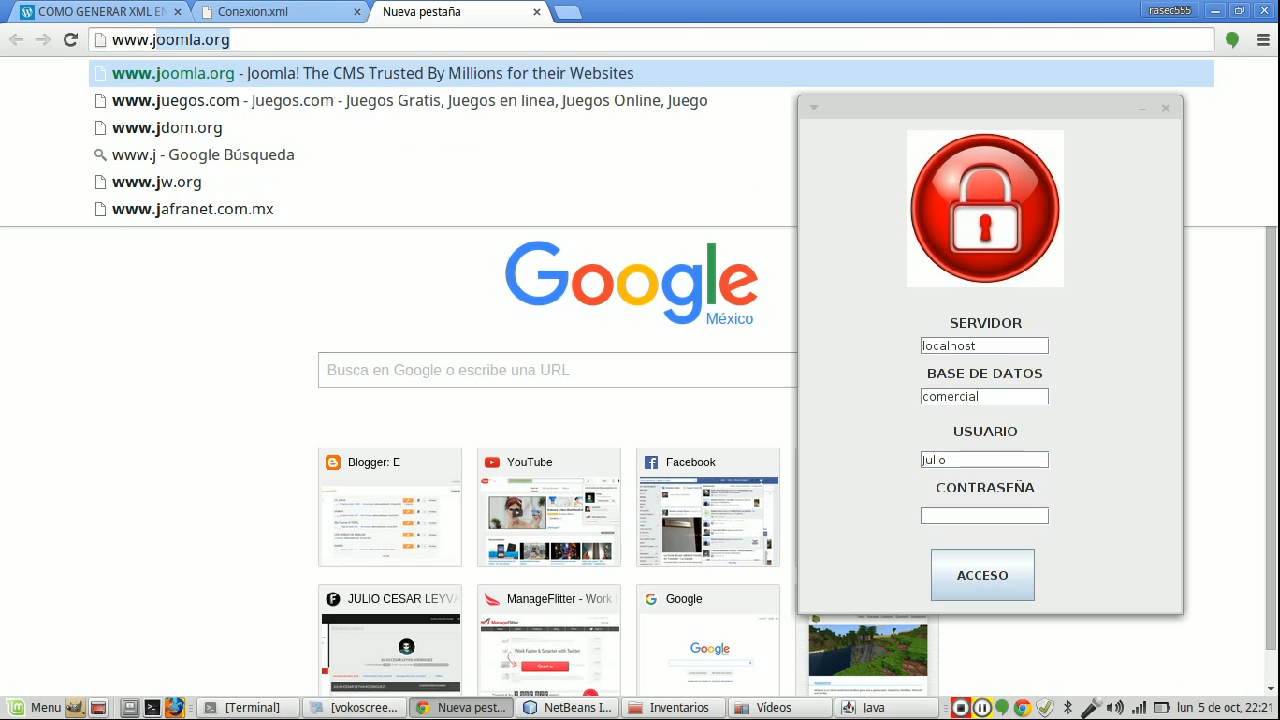 COMO GENERAR XML EN
Conexion.xml
Nueva pestaña
rasec555
www.joomla.org
www.joomla.org - Joomla! The CMS Trusted By Millions for their Websites
www.juegos.com - Juegos.com - Juegos Gratis, Juegos en linea, Juegos Online, Juego
www.jdom.org
www.j - Google Búsqueda
www.jw.org
www.jafranet.com.mx
Google
México
Busca en Google o escribe una URL
SERVIDOR
localhost
BASE DE DATOS
comercial
USUARIO
Julio
CONTRASEÑA
ACCESO
Blogger: E
YouTube
Facebook
JULIO CESAR LEYVA
ManageFlitter - Work
Google
Google
Menu
[Terminal]
[vokoscree...
Nueva pest...
NetBeans I...
Inventarios
Vídeos
Java
lun 5 de oct, 22:21